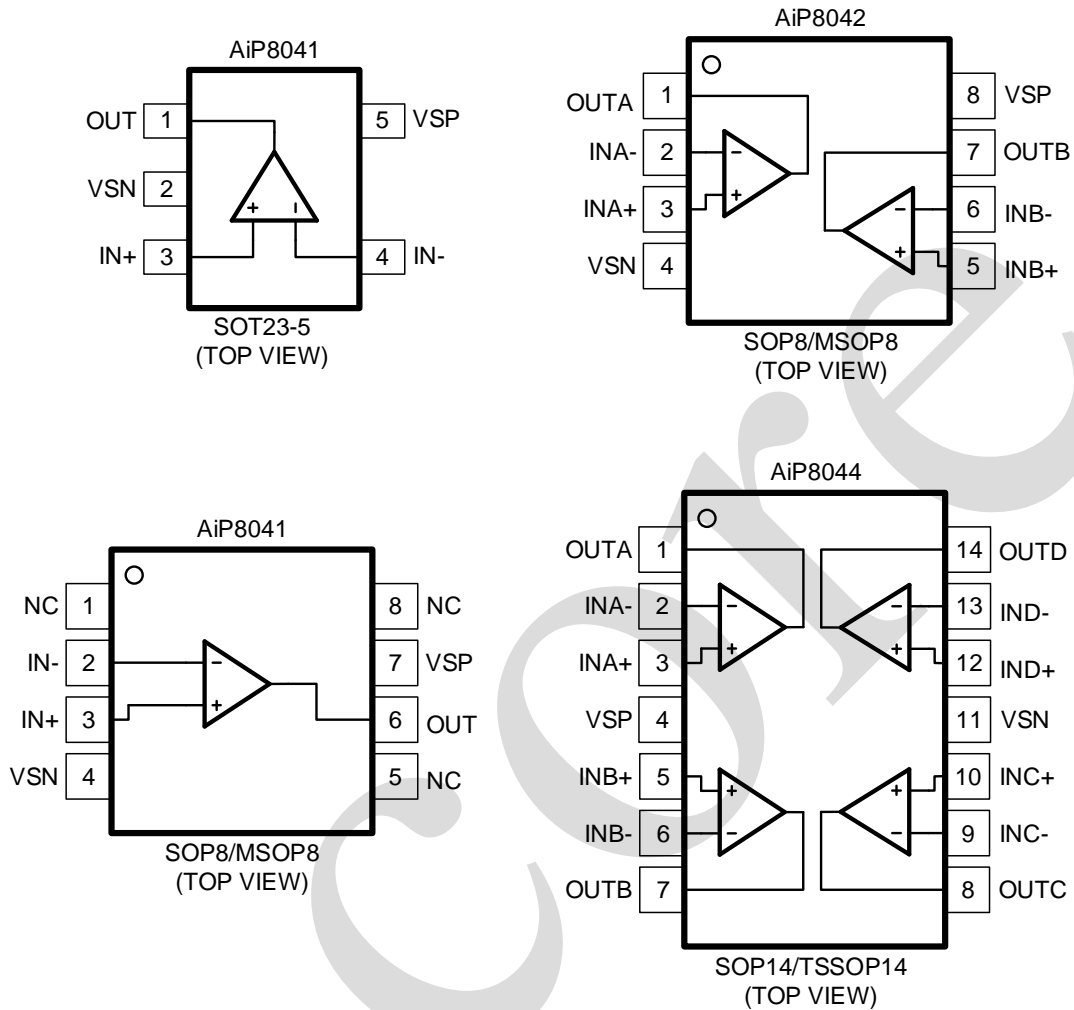 AiP8041
OUT 1
5 VSP
VSN 2
IN+ 3
4 IN-
+ -
SOT23-5
(TOP VIEW)
AiP8042
OUTA 1
8 VSP
INA- 2
7 OUTB
INA+ 3
6 INB-
VSN 4
5 INB+
- +
- +
SOP8/MSOP8
(TOP VIEW)
AiP8041
NC 1
8 NC
IN- 2
7 VSP
IN+ 3
6 OUT
VSN 4
5 NC
- +
SOP8/MSOP8
(TOP VIEW)
AiP8044
OUTA 1
14 OUTD
INA- 2
13 IND-
INA+ 3
12 IND+
VSP 4
11 VSN
INB+ 5
10 INC+
INB- 6
9 INC-
OUTB 7
8 OUTC
- +
- +
+ -
+ -
SOP14/TSSOP14
(TOP VIEW)
core